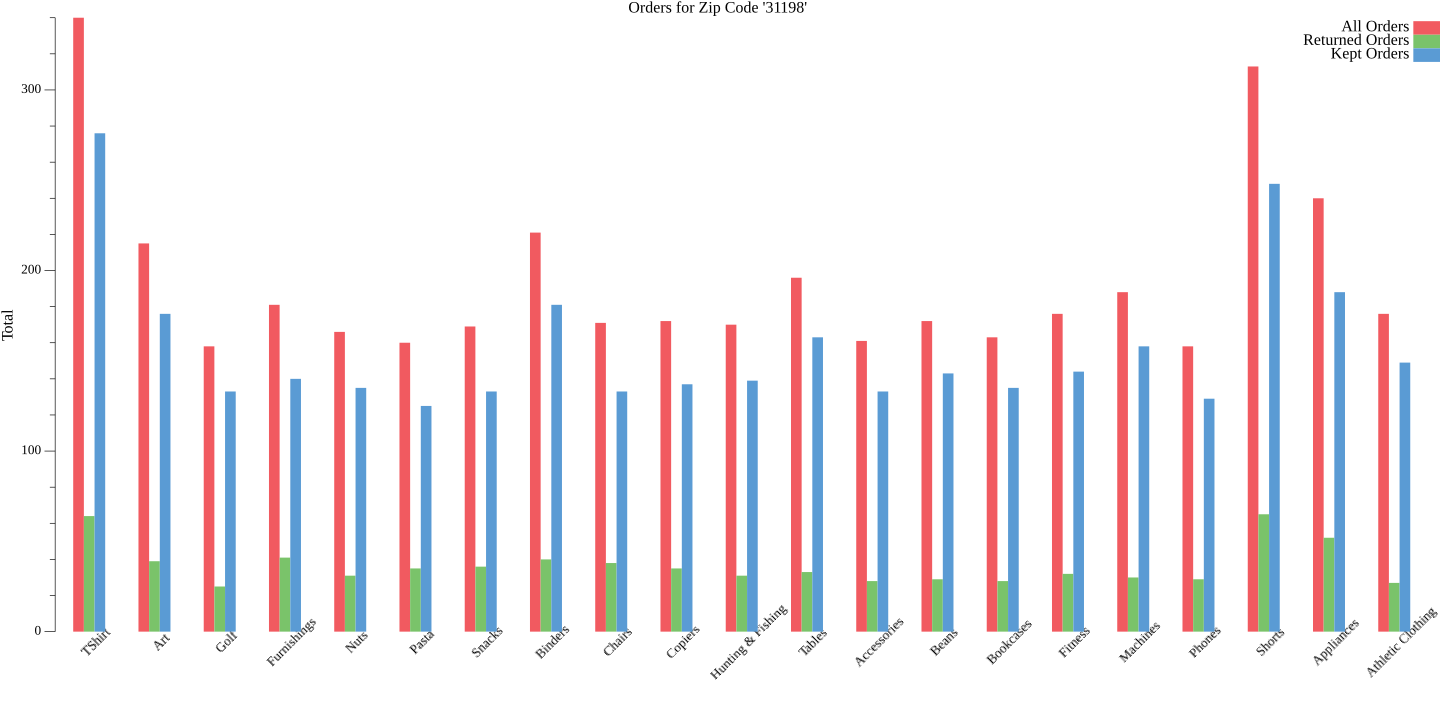 Orders for Zip Code '31198'
All Orders
Returned Orders
Kept Orders
Total
300
200
100
0
TShirt
Art
Golf
Furnishings
Nuts
Pasta
Snacks
Binders
Chairs
Copiers
Hunting & Fishing
Tables
Accessories
Beans
Bookcases
Fitness
Machines
Phones
Shorts
Appliances
Athletic Clothing